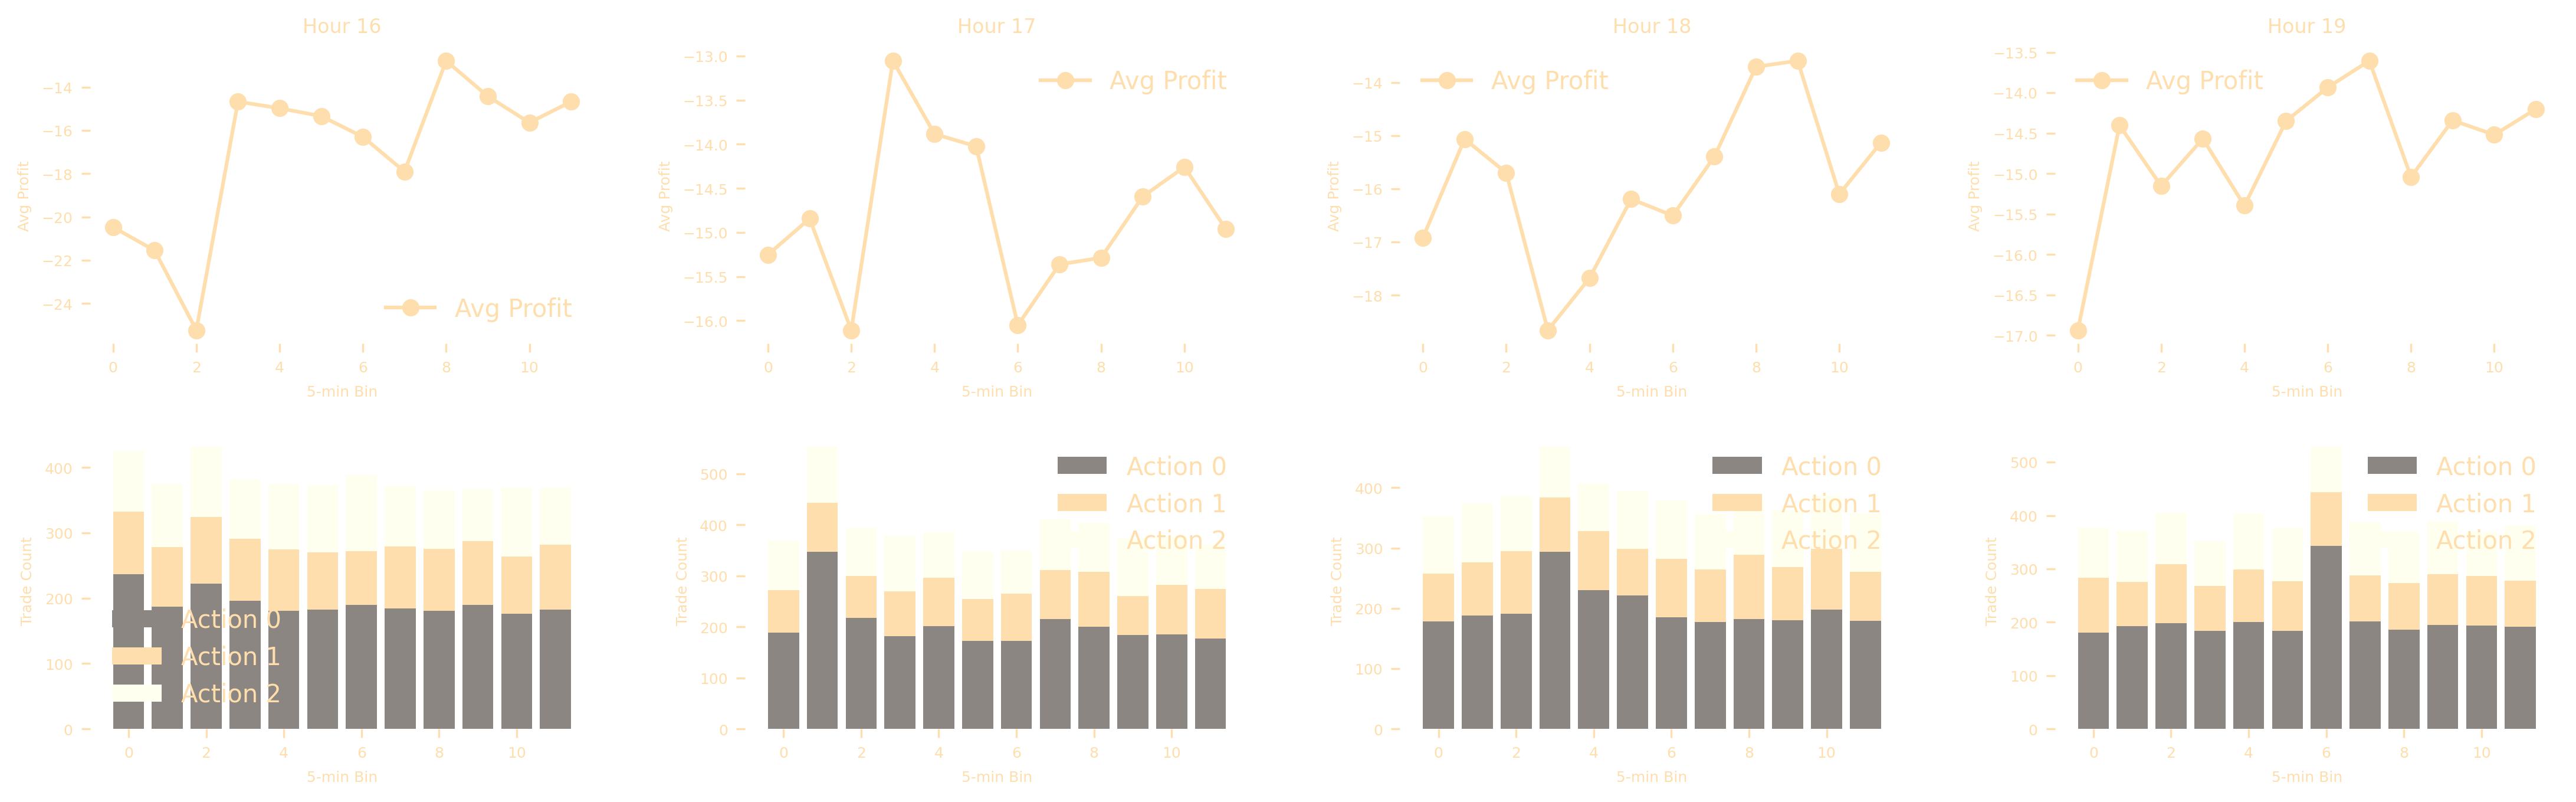 Hour 16
Hour 17
Hour 18
Hour 19
Avg Profit
−14
−16
−18
−20
−22
−24
Avg Profit
0 2 4 6 8 10
5-min Bin
Avg Profit
−13.0
−13.5
−14.0
−14.5
−15.0
−15.5
−16.0
Avg Profit
0 2 4 6 8 10
5-min Bin
Avg Profit
−14
−15
−16
−17
−18
Avg Profit
0 2 4 6 8 10
5-min Bin
Avg Profit
−13.5
−14.0
−14.5
−15.0
−15.5
−16.0
−16.5
−17.0
Avg Profit
0 2 4 6 8 10
5-min Bin
Trade Count
400
300
200
100
0
Action 0
Action 1
Action 2
0 2 4 6 8 10
5-min Bin
Trade Count
500
400
300
200
100
0
Action 0
Action 1
Action 2
0 2 4 6 8 10
5-min Bin
Trade Count
400
300
200
100
0
Action 0
Action 1
Action 2
0 2 4 6 8 10
5-min Bin
Trade Count
500
400
300
200
100
0
Action 0
Action 1
Action 2
0 2 4 6 8 10
5-min Bin